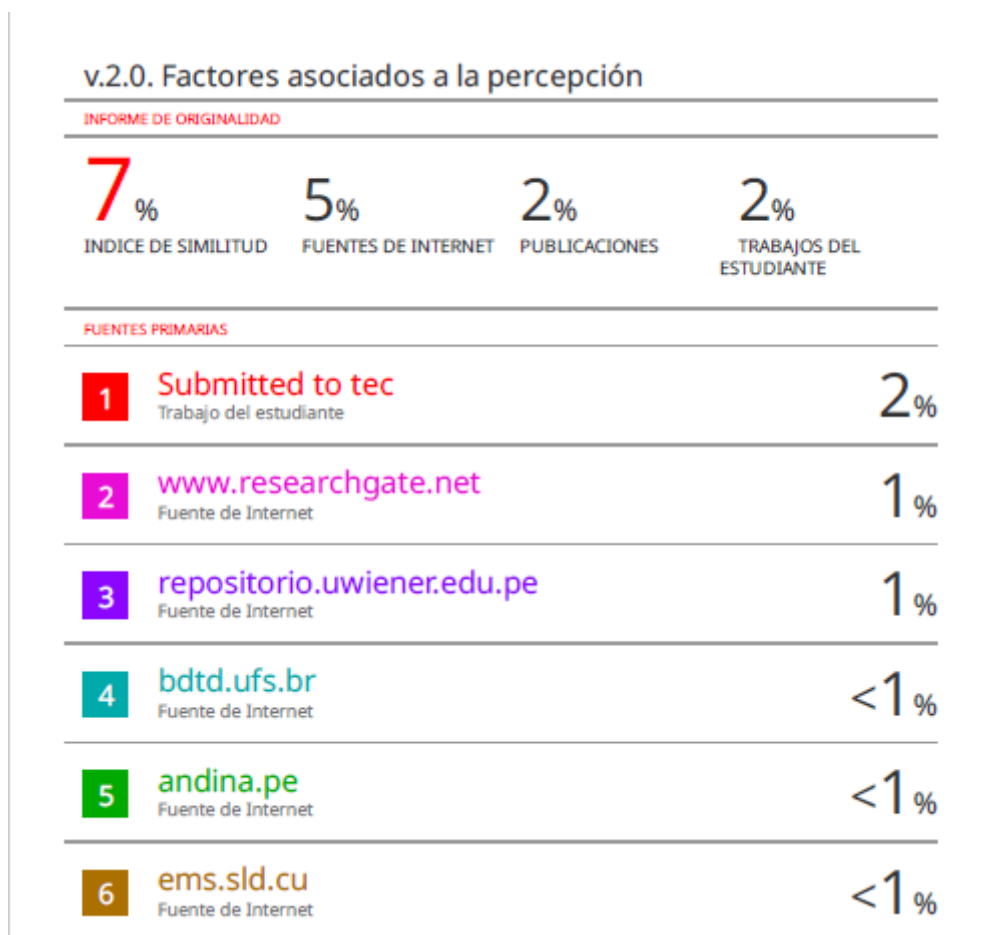 v.2.0. Factores asociados a la percepción
INFORME DE ORIGINALIDAD
7% 5% 2% 2%
INDICE DE SIMILITUD FUENTES DE INTERNET PUBLICACIONES TRABAJOS DEL
ESTUDIANTE
FUENTES PRIMARIAS
1 Submitted to tec 2%
Trabajo del estudiante
2 www.researchgate.net 1%
Fuente de Internet
3 repositorio.uwiener.edu.pe 1%
Fuente de Internet
4 bdtd.ufs.br <1%
Fuente de Internet
5 andina.pe <1%
Fuente de Internet
6 ems.sld.cu <1%
Fuente de Internet